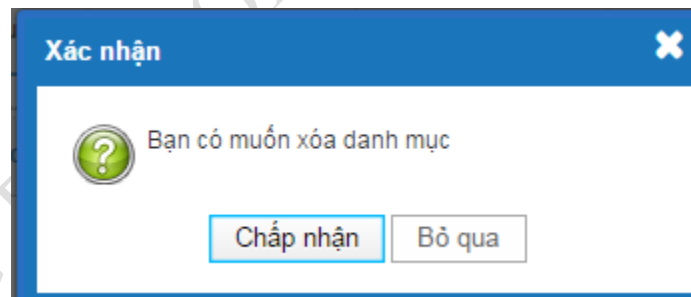 Xác nhận
Bạn có muốn xóa danh mục
Chấp nhận
Bỏ qua